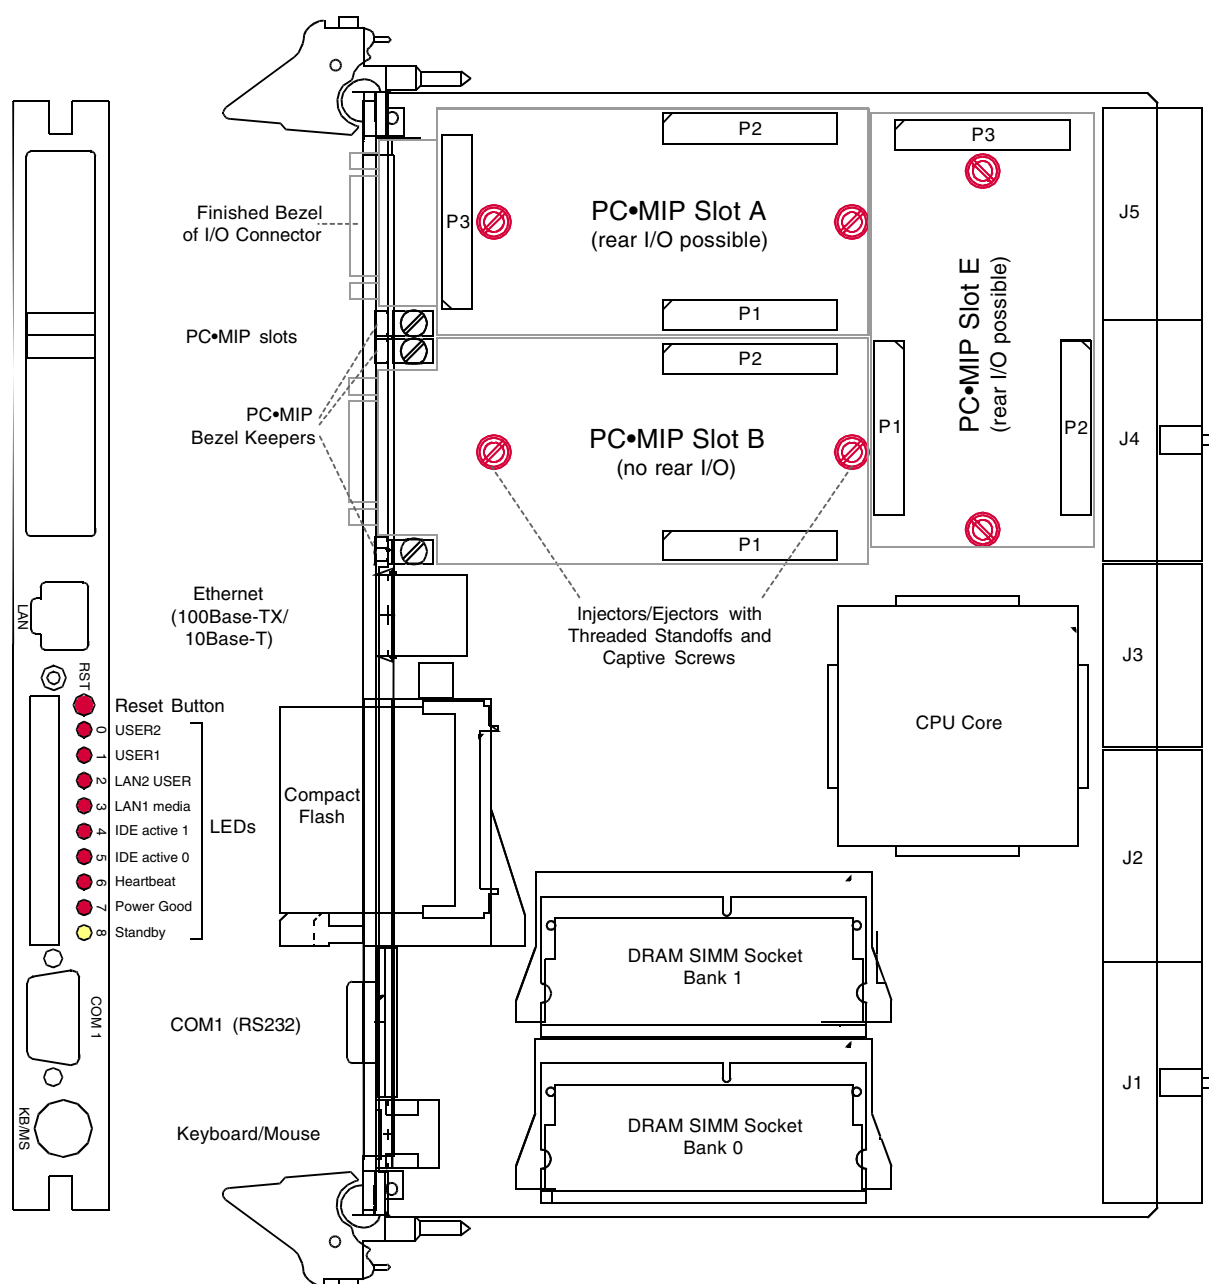 P2
P3
Finished Bezel
of I/O Connector
P3
PC•MIP Slot A
(rear I/O possible)
J5
PC•MIP Slot E
(rear I/O possible)
P1
PC•MIP slots
P2
PC•MIP
Bezel Keepers
PC•MIP Slot B
(no rear I/O)
P1
P2
J4
P1
Ethernet
(100Base-TX/
10Base-T)
LAN
Injectors/Ejectors with
Threaded Standoffs and
Captive Screws
J3
RST
Reset Button
CPU Core
0 USER2
1 USER1
2 LAN2 USER
3 LAN1 media
4 IDE active 1
5 IDE active 0
6 Heartbeat
7 Power Good
8 Standby
LEDs
Compact
Flash
J2
DRAM SIMM Socket
Bank 1
COM 1
COM1 (RS232)
J1
KB/MS
Keyboard/Mouse
DRAM SIMM Socket
Bank 0